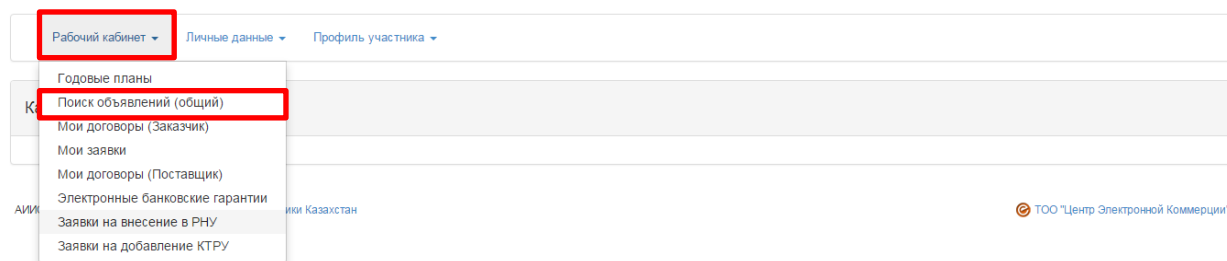 Рабочий кабинет Личные данные Профиль участника
Годовые планы
Поиск объявлений (общий)
Мои договоры (Заказчик)
Мои заявки
Мои договоры (Поставщик)
Электронные банковские гарантии
Заявки на внесение в РНУ
Заявки на добавление КТРУ
Казахстан
ТОО "Центр Электронной Коммерции"